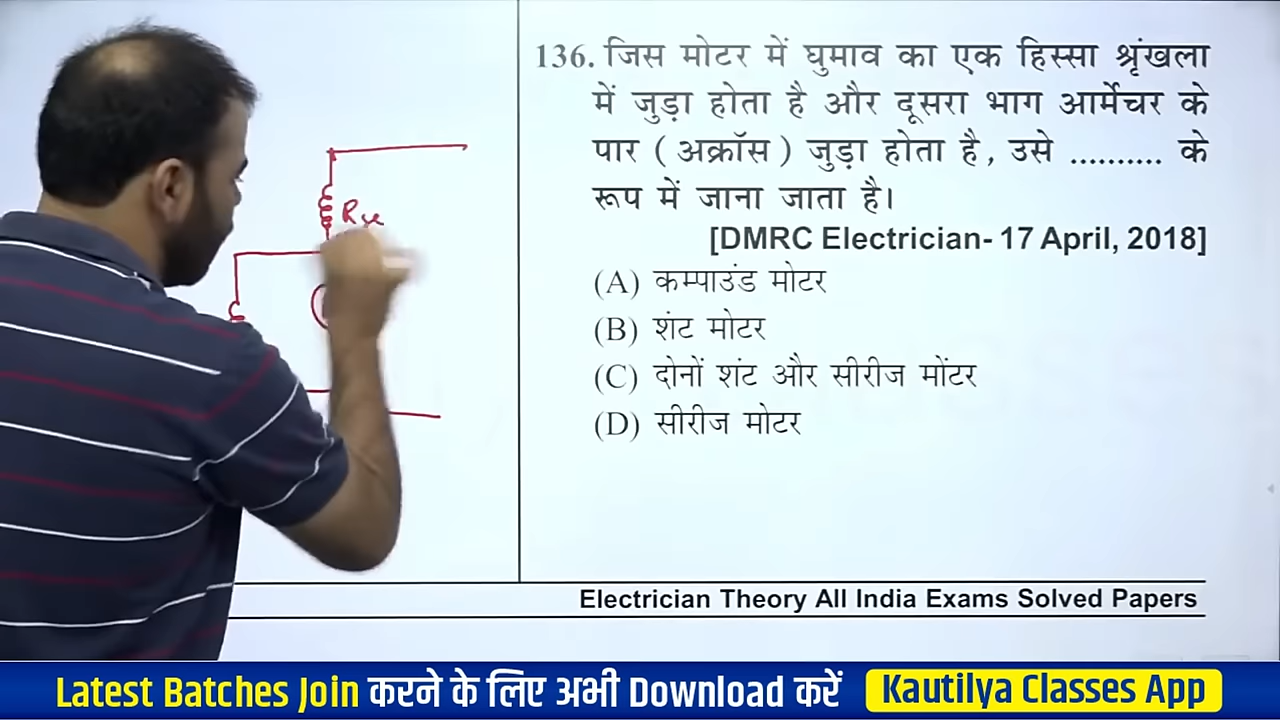 136. जिस मोटर में घुमाव का एक हिस्सा श्रृंखला
में जुड़ा होता है और दूसरा भाग आर्मेचर के
पार (अक्रॉस) जुड़ा होता है, उसे .......... के
रूप में जाना जाता है।
[DMRC Electrician- 17 April, 2018]
(A) कम्पाउंड मोटर
(B) शंट मोटर
(C) दोनों शंट और सीरीज मोंटर
(D) सीरीज मोटर
Rse
Electrician Theory All India Exams Solved Papers
Latest Batches Join करने के लिए अभी Download करें
Kautilya Classes App